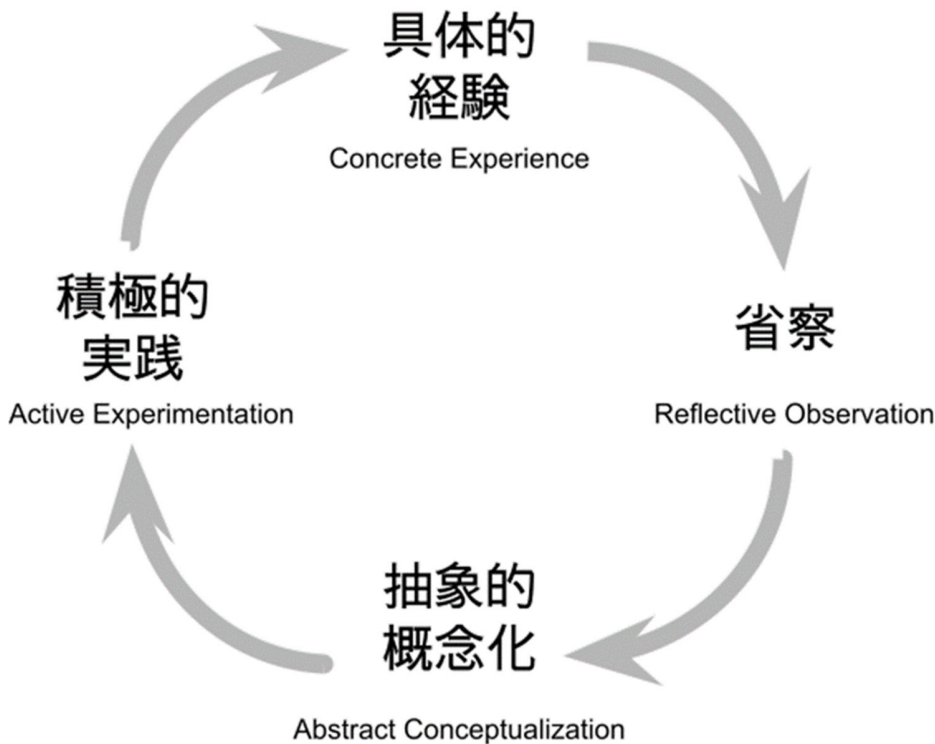 具体的
経験
Concrete Experience
省察
Reflective Observation
抽象的
概念化
Abstract Conceptualization
積極的
実践
Active Experimentation